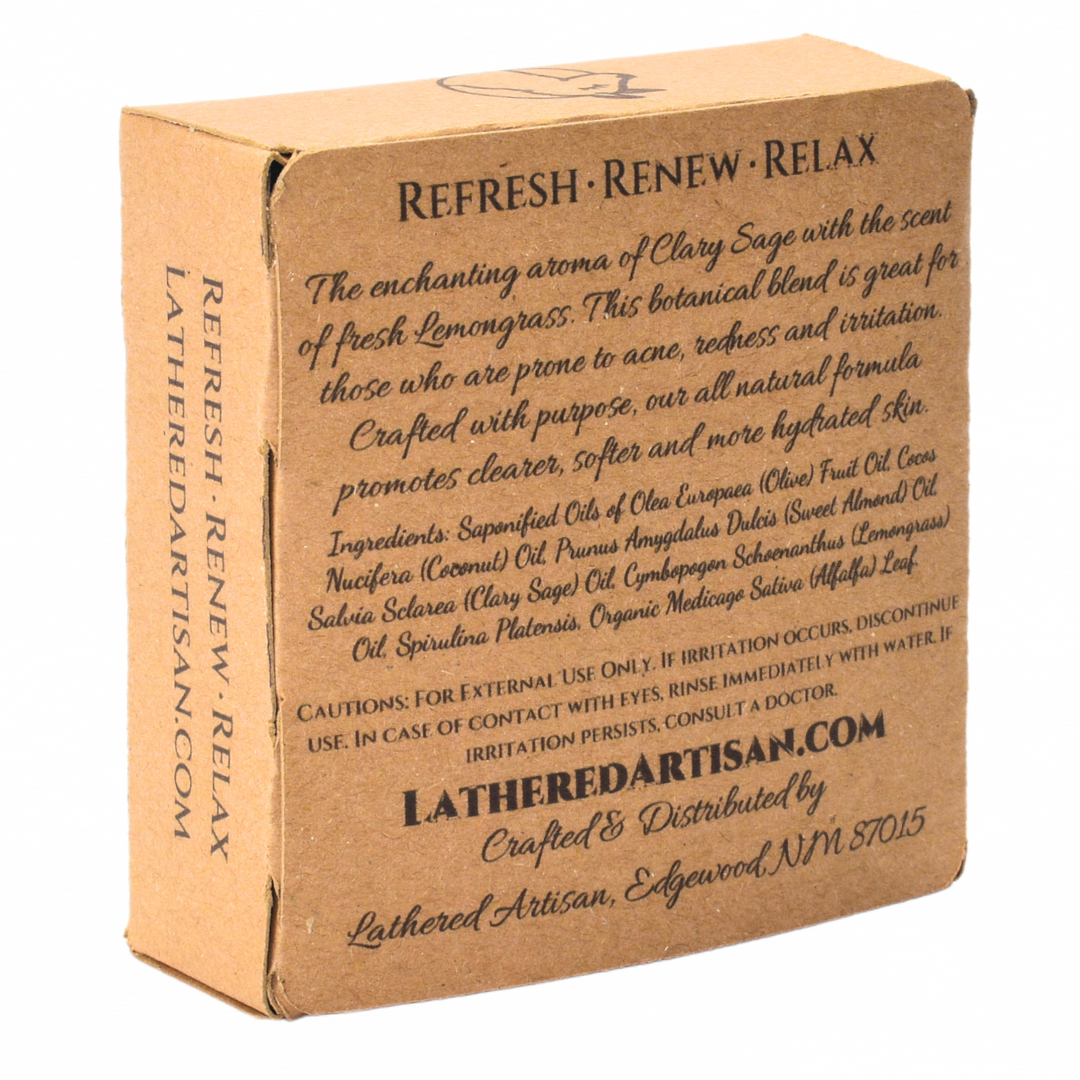 Refresh · Renew · Relax
The enchanting aroma of Clary Sage with the scent
of fresh Lemongrass. This botanical blend is great for
those who are prone to acne, redness and irritation.
Crafted with purpose, our all natural formula
promotes clearer, softer and more hydrated skin.
Ingredients: Saponified Oils of Olea Europaea (Olive) Fruit Oil, Cocos
Nucifera (Coconut) Oil, Prunus Amygdalus Dulcis (Sweet Almond) Oil,
Salvia Sclarea (Clary Sage) Oil, Cymbopogon Schoenanthus (Lemongrass)
Oil, Spirulina Platensis, Organic Medicago Sativa (Alfalfa) Leaf.
Cautions: For External Use Only. If irritation occurs, discontinue
use. In case of contact with eyes, rinse immediately with water. If
irritation persists, consult a doctor.
LatheredArtisan.com
Crafted & Distributed by
Lathered Artisan, Edgewood, NM 87015
Refresh · Renew · Relax
LatheredArtisan.com